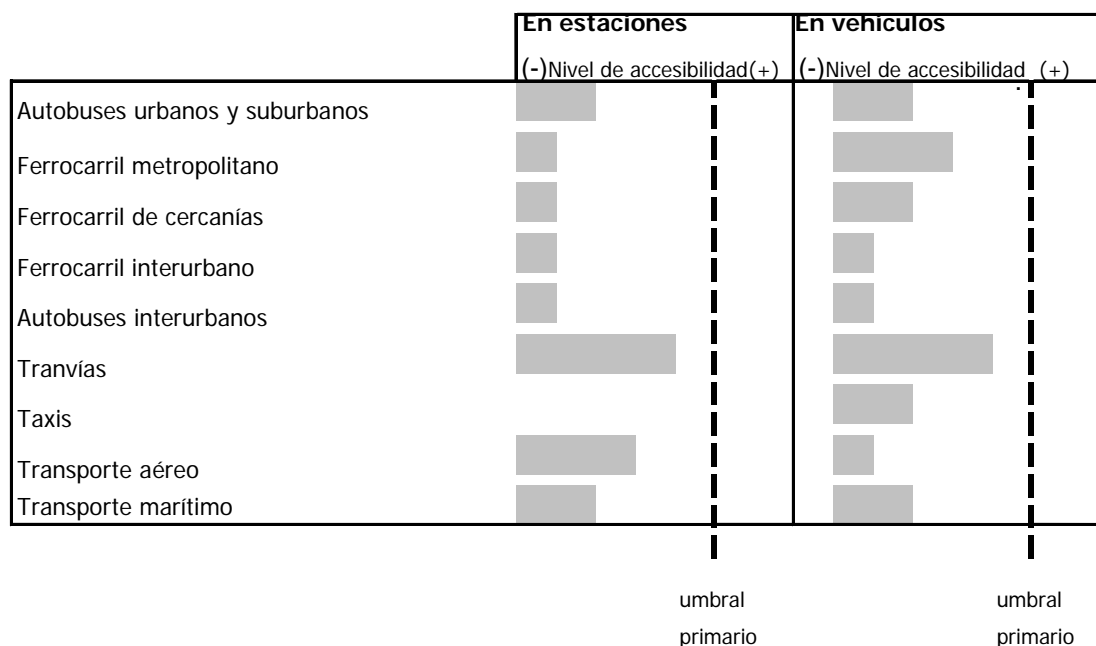 En estaciones En vehículos
(-)Nivel de accesibilidad(+) (-)Nivel de accesibilidad (+)
Autobuses urbanos y suburbanos
Ferrocarril metropolitano
Ferrocarril de cercanías
Ferrocarril interurbano
Autobuses interurbanos
Tranvías
Taxis
Transporte aéreo
Transporte marítimo
umbral umbral
primario primario